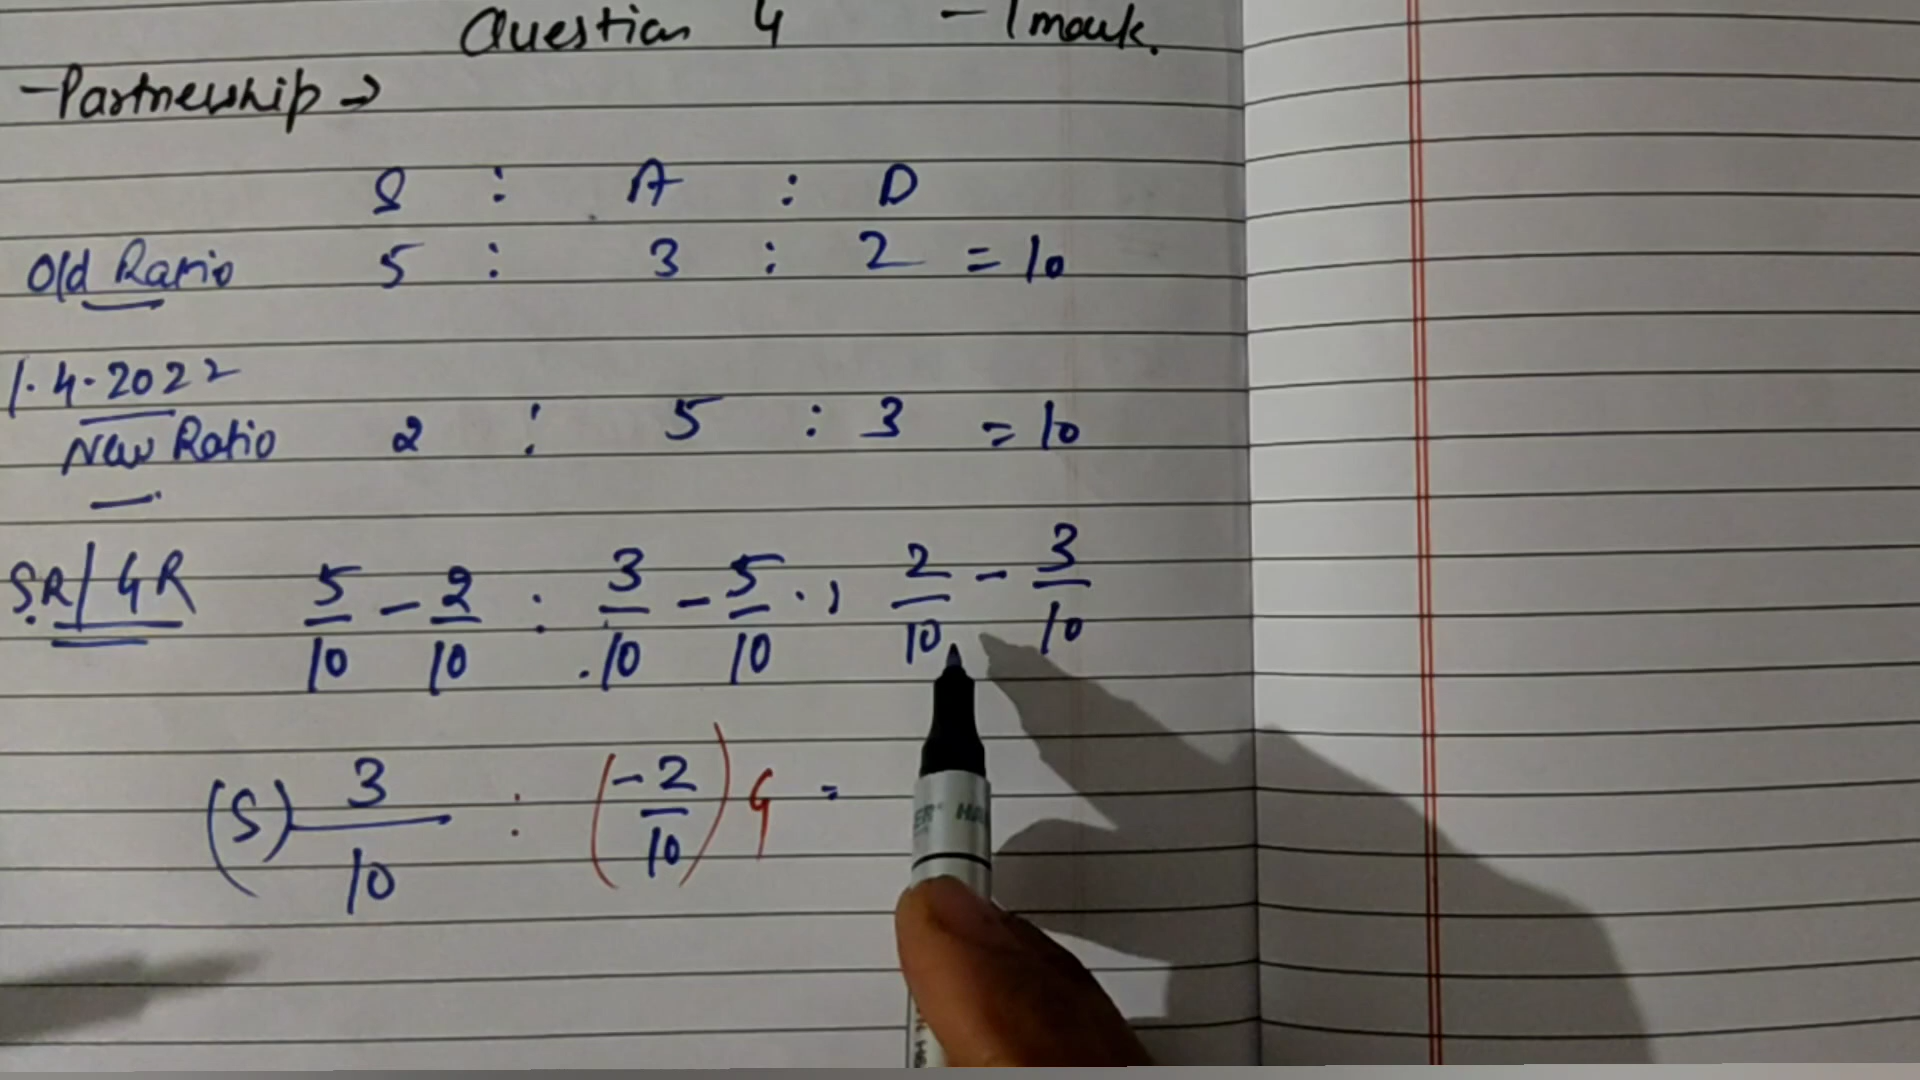 Question 4 - 1 mark.
- Partnership →
S : A : D
Old Ratio 5 : 3 : 2 = 10
1.4.2022
New Ratio 2 : 5 : 3 = 10
SR/GR 5/10 - 2/10 : 3/10 - 5/10 : 2/10 - 3/10
(S) 3/10 : (-2/10) G =